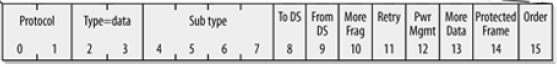 Protocol Type=data Sub type To DS From DS More Frag Retry Pwr Mgmt More Data Protected Frame Order
0 1 2 3 4 5 6 7 8 9 10 11 12 13 14 15